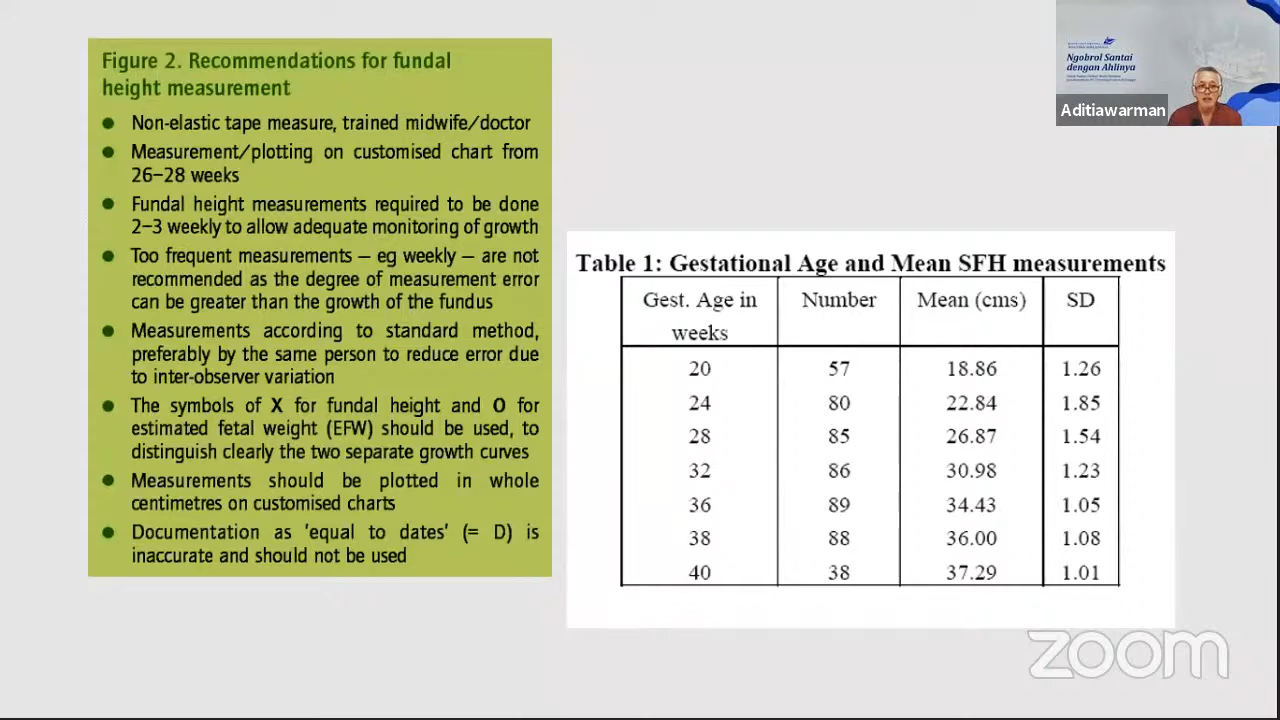 Figure 2. Recommendations for fundal
height measurement
● Non-elastic tape measure, trained midwife/doctor
● Measurement/plotting on customised chart from
26–28 weeks
● Fundal height measurements required to be done
2–3 weekly to allow adequate monitoring of growth
● Too frequent measurements – eg weekly – are not
recommended as the degree of measurement error
can be greater than the growth of the fundus
● Measurements according to standard method,
preferably by the same person to reduce error due
to inter-observer variation
● The symbols of X for fundal height and O for
estimated fetal weight (EFW) should be used, to
distinguish clearly the two separate growth curves
● Measurements should be plotted in whole
centimetres on customised charts
● Documentation as 'equal to dates' (= D) is
inaccurate and should not be used
Table 1: Gestational Age and Mean SFH measurements
Gest. Age in weeks Number Mean (cms) SD
20 57 18.86 1.26
24 80 22.84 1.85
28 85 26.87 1.54
32 86 30.98 1.23
36 89 34.43 1.05
38 88 36.00 1.08
40 38 37.29 1.01
Ngobrol Santai
dengan Ahlinya
Aditiawarman
zoom